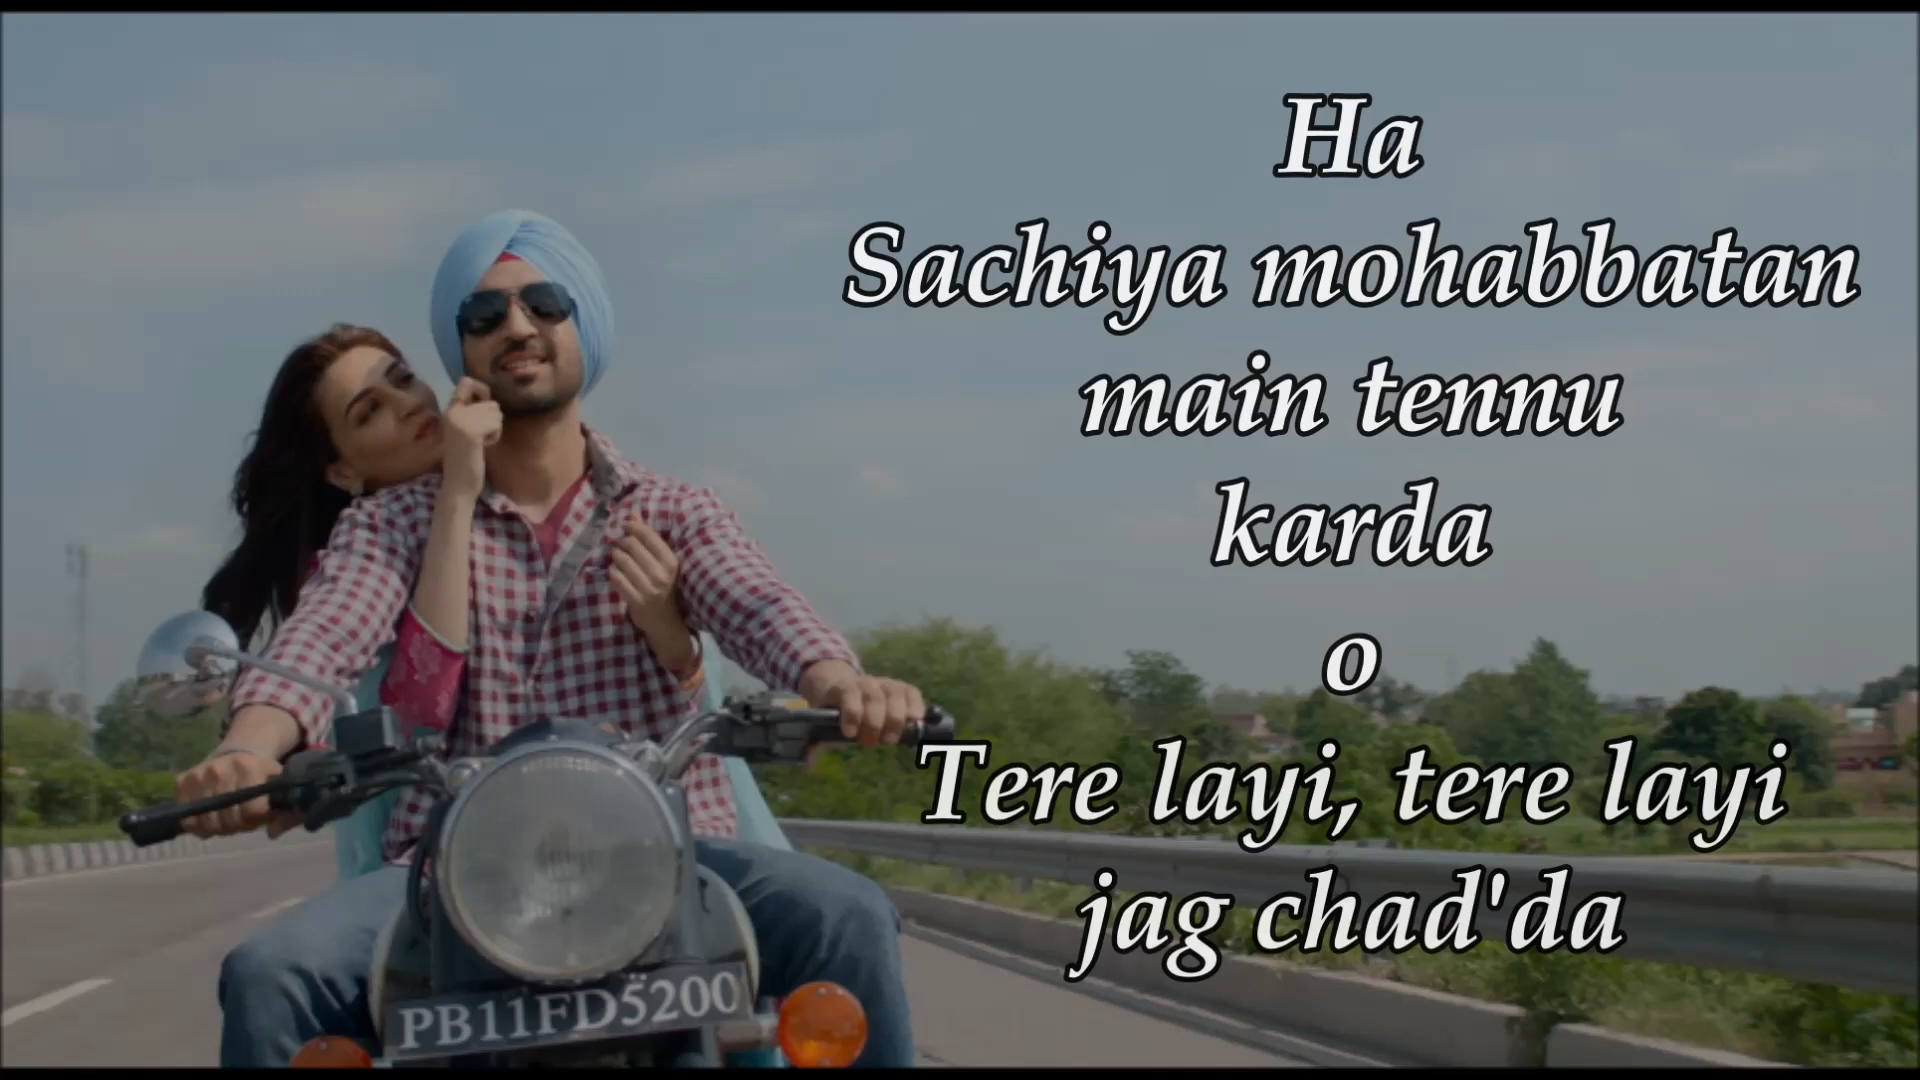 Ha
Sachiya mohabbatan
main tennu
karda
o
Tere layi, tere layi
jag chad'da
PB11FD5200